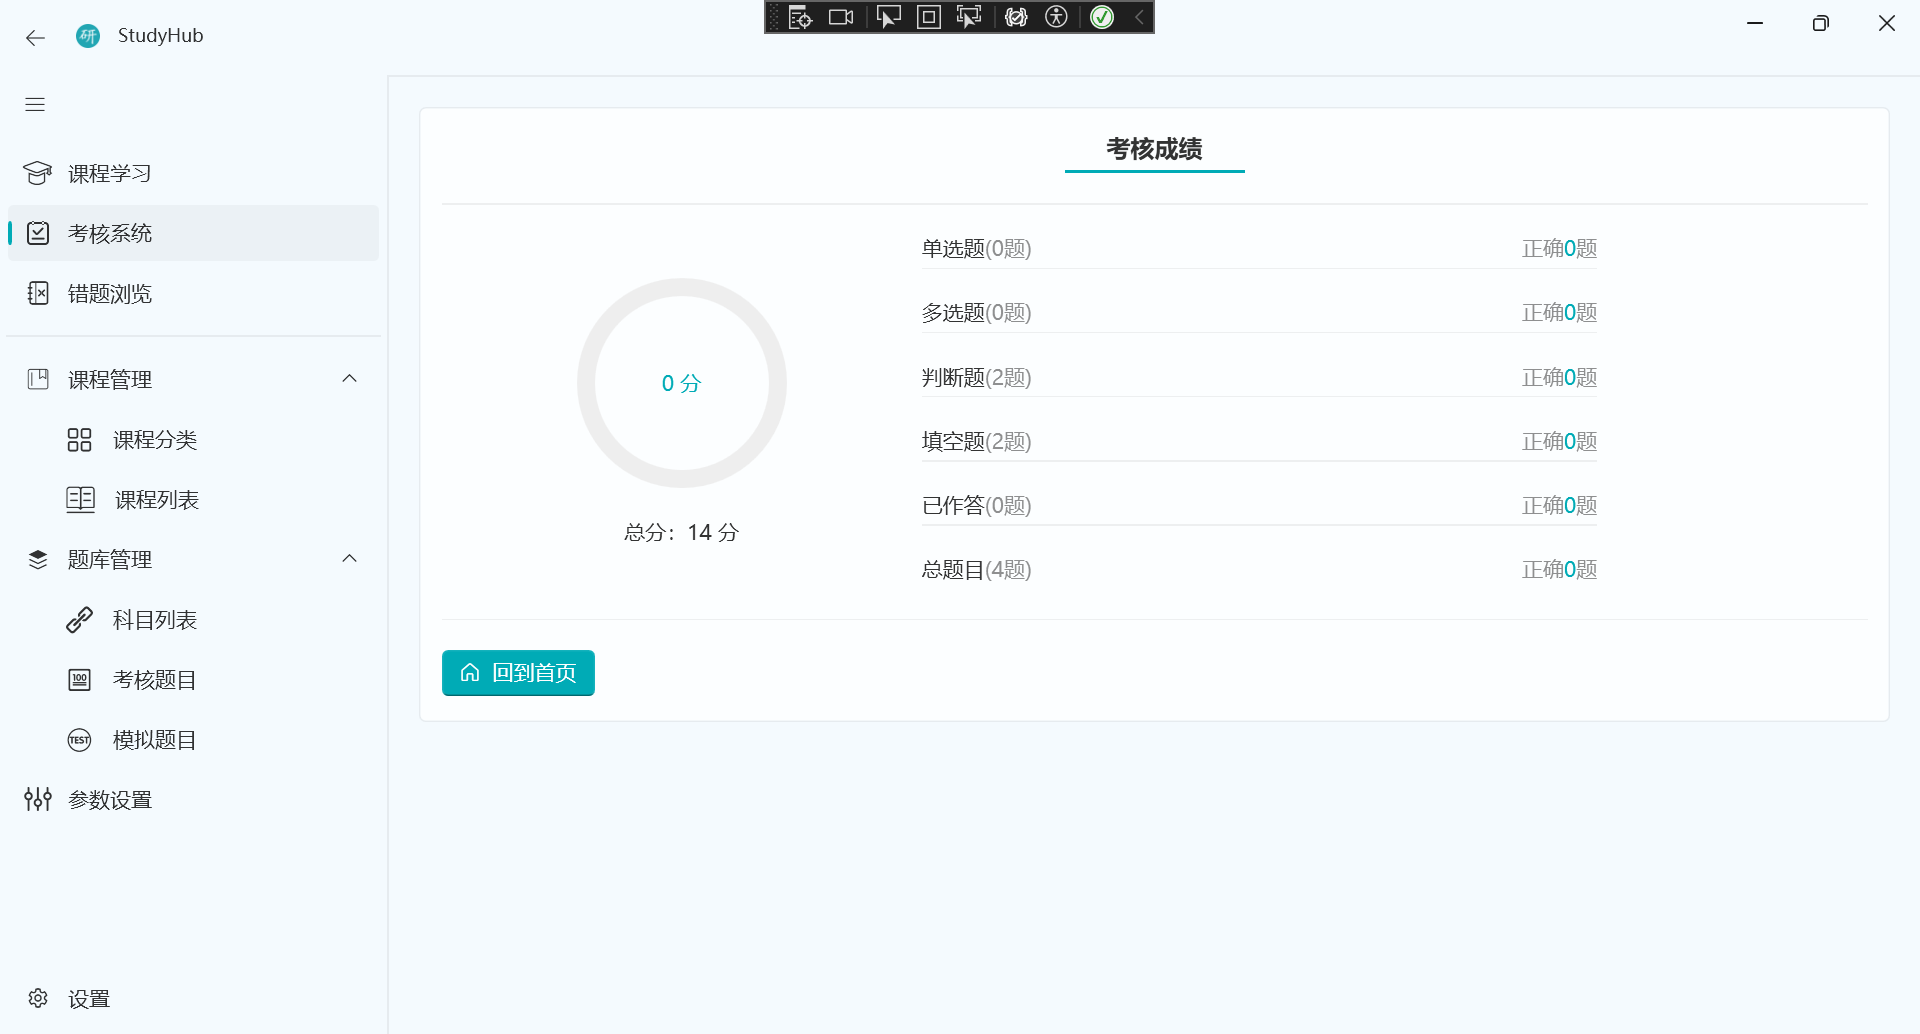 研 StudyHub
课程学习
考核系统
错题浏览
课程管理
课程分类
课程列表
题库管理
科目列表
100 考核题目
TEST 模拟题目
参数设置
设置
考核成绩
0 分
总分：14 分
单选题(0题) 正确0题
多选题(0题) 正确0题
判断题(2题) 正确0题
填空题(2题) 正确0题
已作答(0题) 正确0题
总题目(4题) 正确0题
回到首页